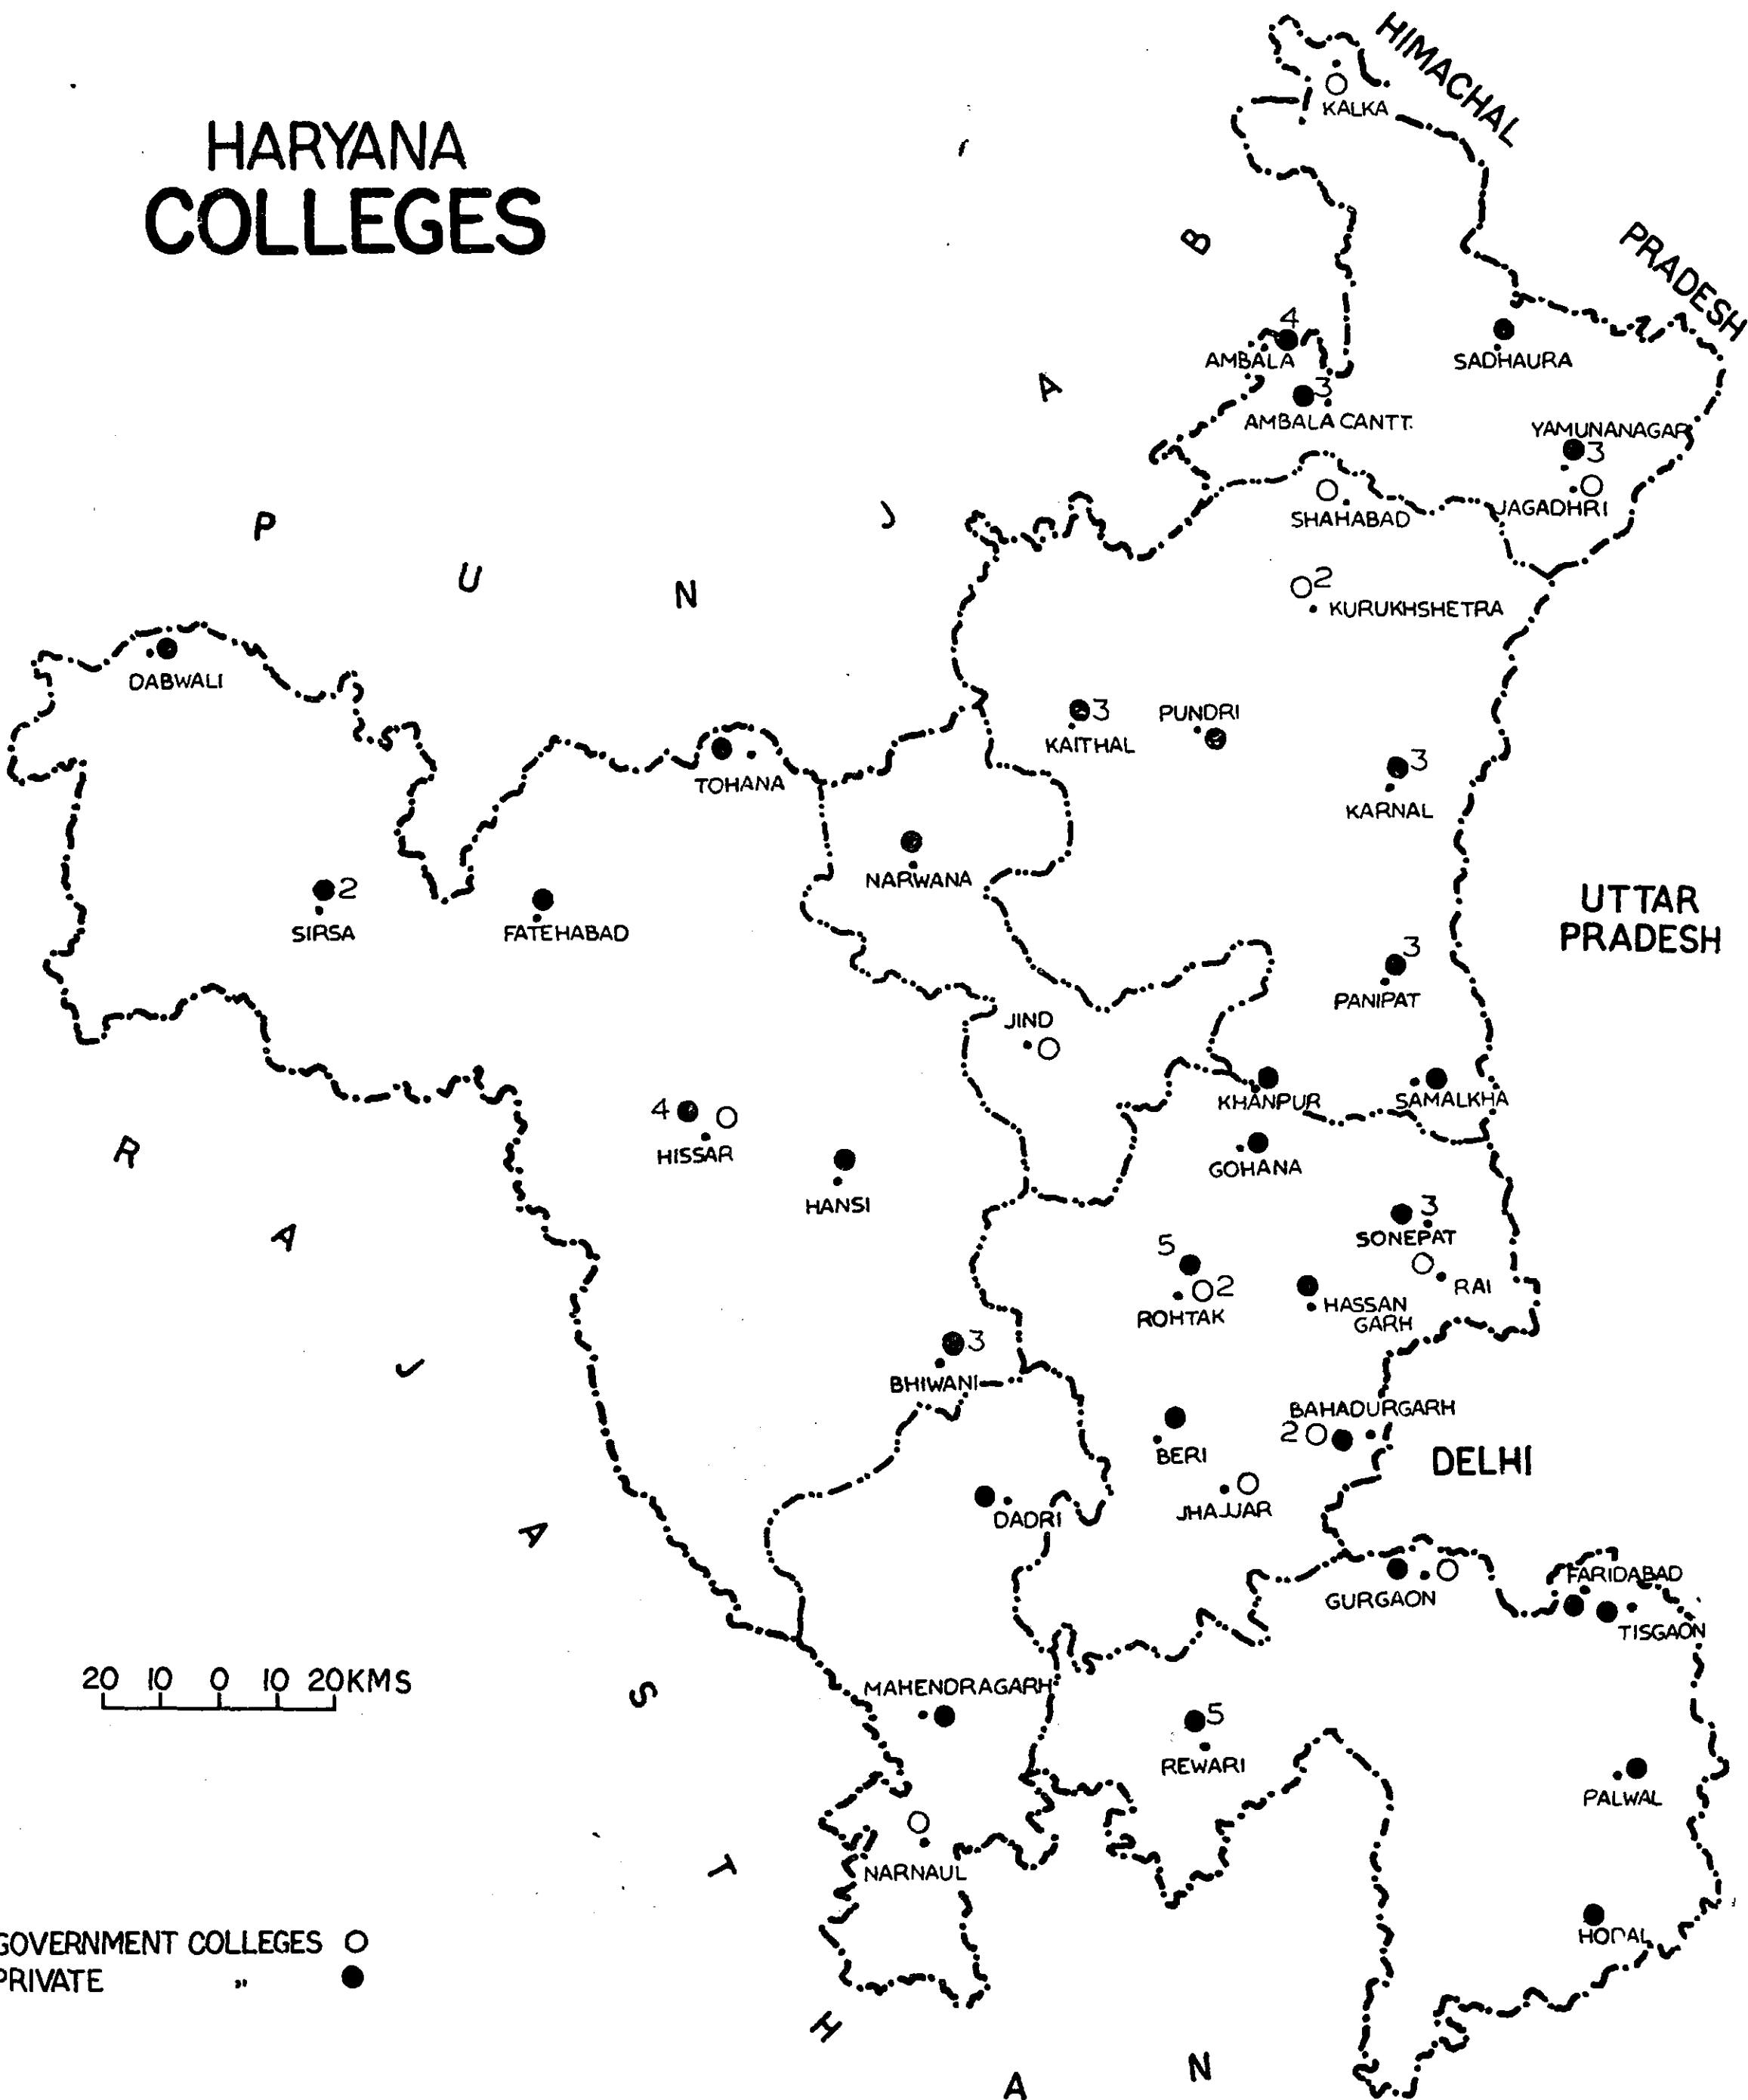 HARYANA
COLLEGES
HIMACHAL
PRADESH
KALKA
PUNJAB
4
AMBALA
3
AMBALA CANTT.
SADHAURA
YAMUNANAGAR
3
JAGADHRI
SHAHABAD
2
KURUKHSHETRA
DABWALI
TOHANA
3
KAITHAL
PUNDRI
3
KARNAL
NARWANA
2
SIRSA
FATEHABAD
UTTAR
PRADESH
3
PANIPAT
JIND
KHANPUR
SAMALKHA
4
HISSAR
HANSI
GOHANA
3
SONEPAT
RAI
5
2
ROHTAK
HASSAN
GARH
3
BHIWANI
BAHADURGARH
2
BERI
DELHI
JHAJJAR
DADRI
GURGAON
FARIDABAD
TISGAON
20 10 0 10 20KMS
MAHENDRAGARH
5
REWARI
PALWAL
NARNAUL
HODAL
RAJASTHAN
GOVERNMENT COLLEGES
PRIVATE „